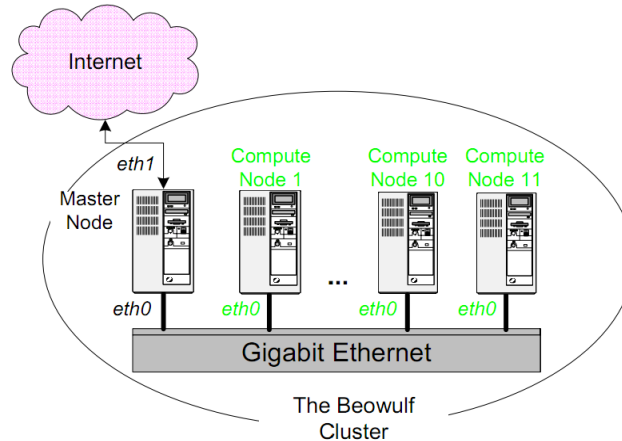 Internet
eth1
Master
Node
Compute
Node 1
Compute
Node 10
Compute
Node 11
...
eth0
eth0
eth0
eth0
Gigabit Ethernet
The Beowulf
Cluster